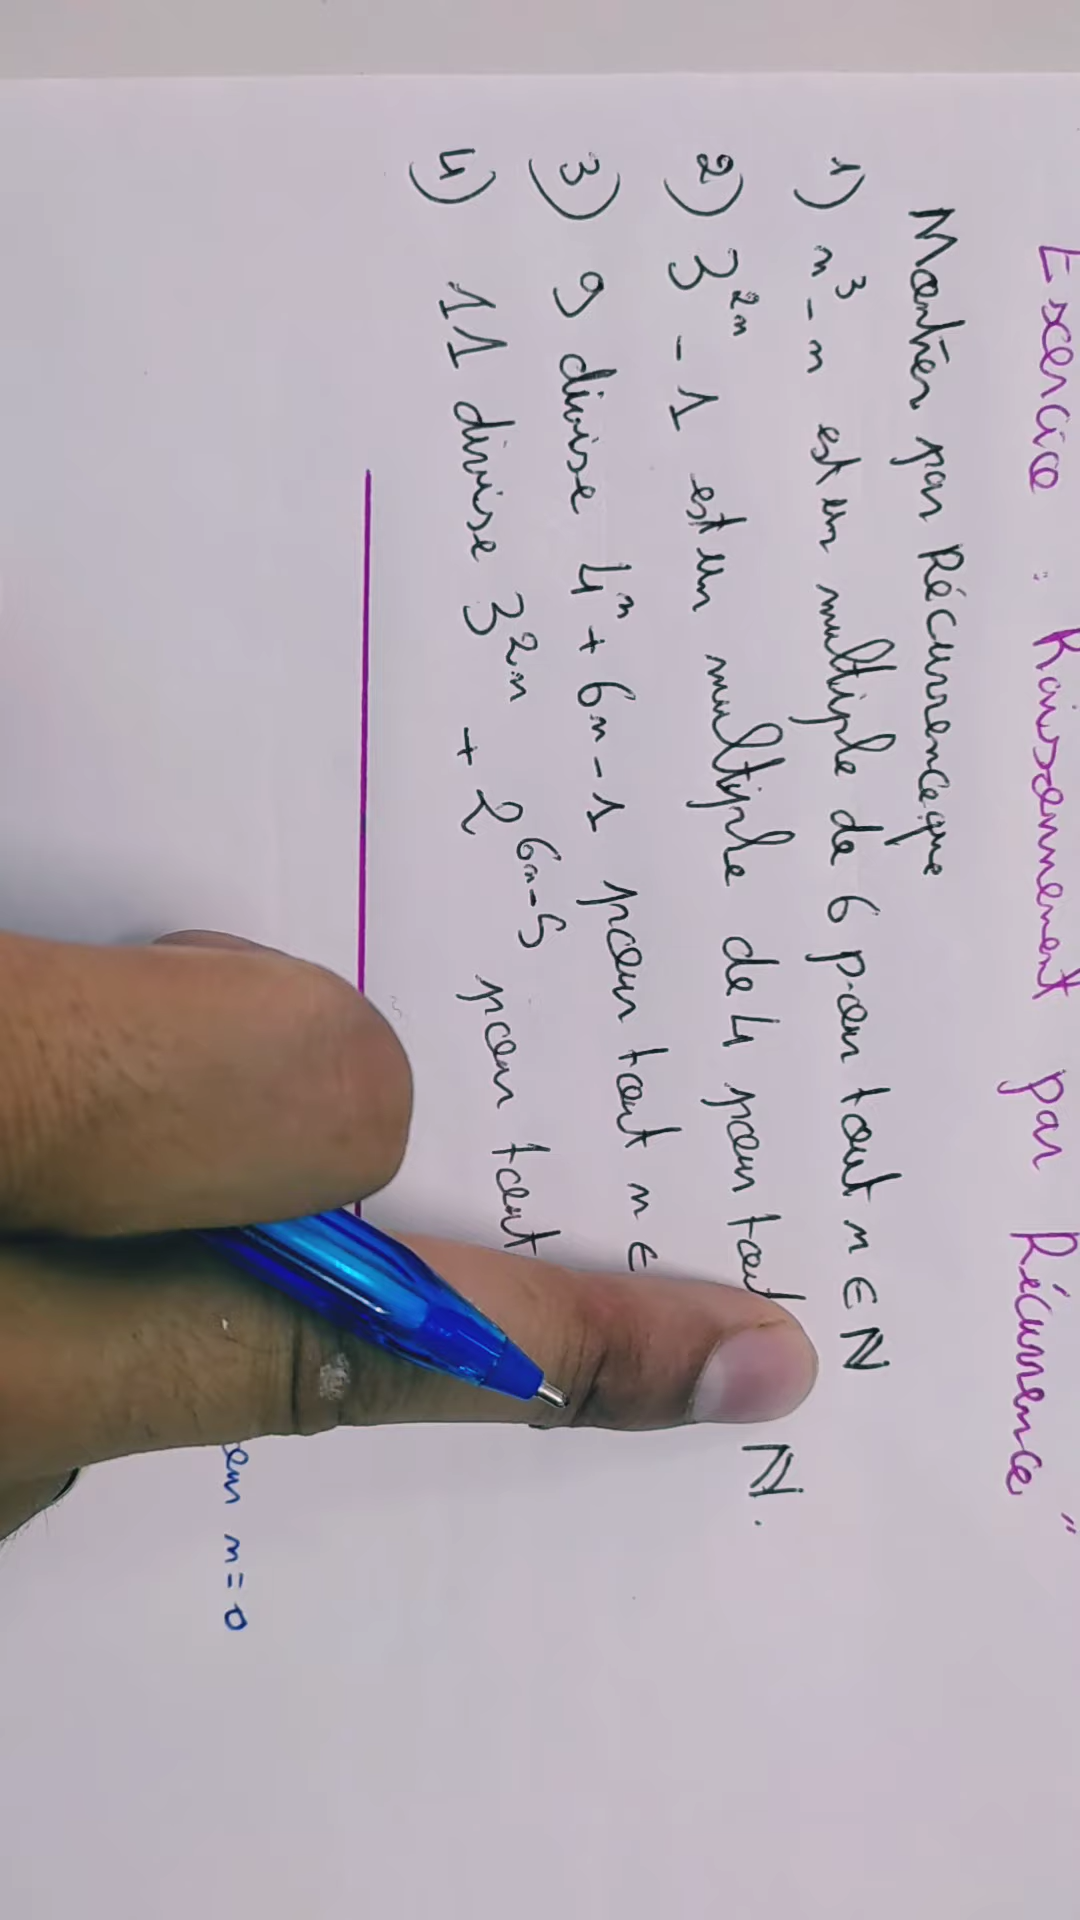 Exercice : Raisonnement par Récurrence "
Montrer par Récurrence que
1) n³ - n est un multiple de 6 pour tout n ∈ ℕ
2) 3²ⁿ - 1 est un multiple de 4 pour tout ℕ.
3) 9 divise 4ⁿ + 6n - 1 pour tout n ∈
4) 11 divise 3²ⁿ + 2⁶ⁿ⁻⁵ pour tout
n = 0